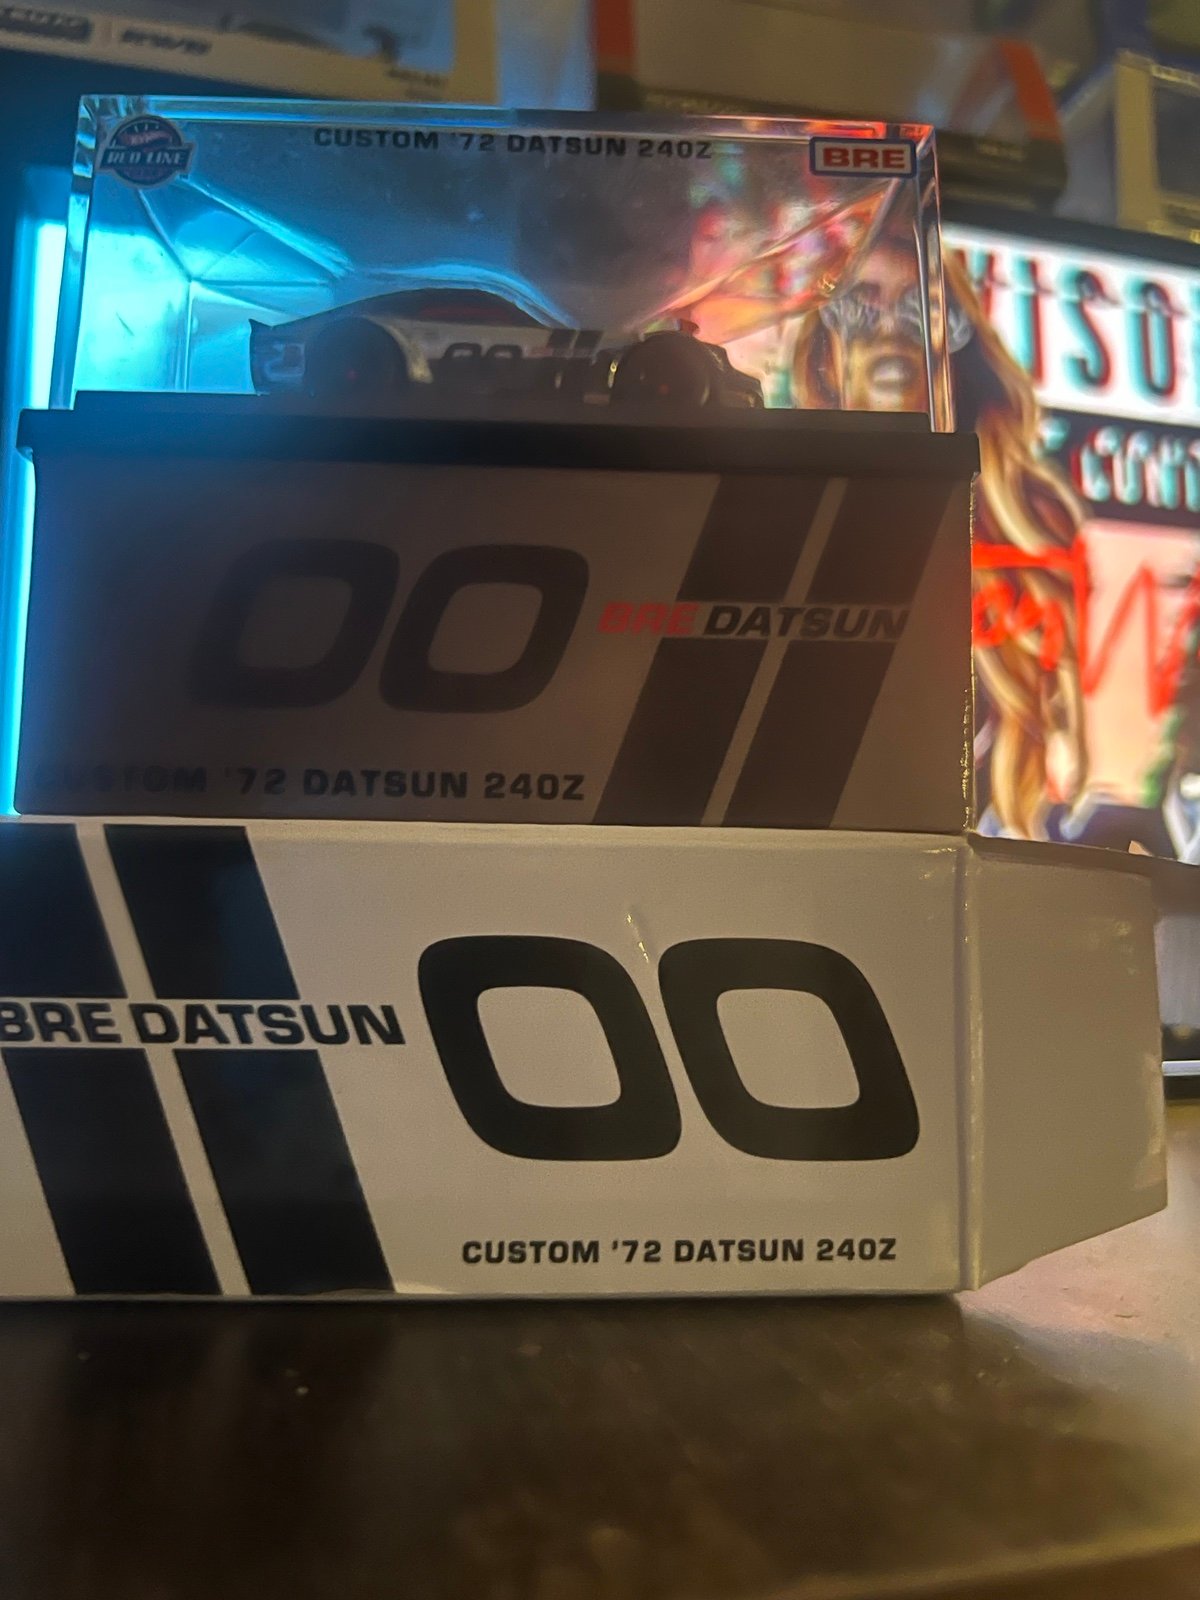 CUSTOM '72 DATSUN 240Z
RED LINE
BRE
00
00
BRE DATSUN
CUSTOM '72 DATSUN 240Z
BRE DATSUN
00
CUSTOM '72 DATSUN 240Z